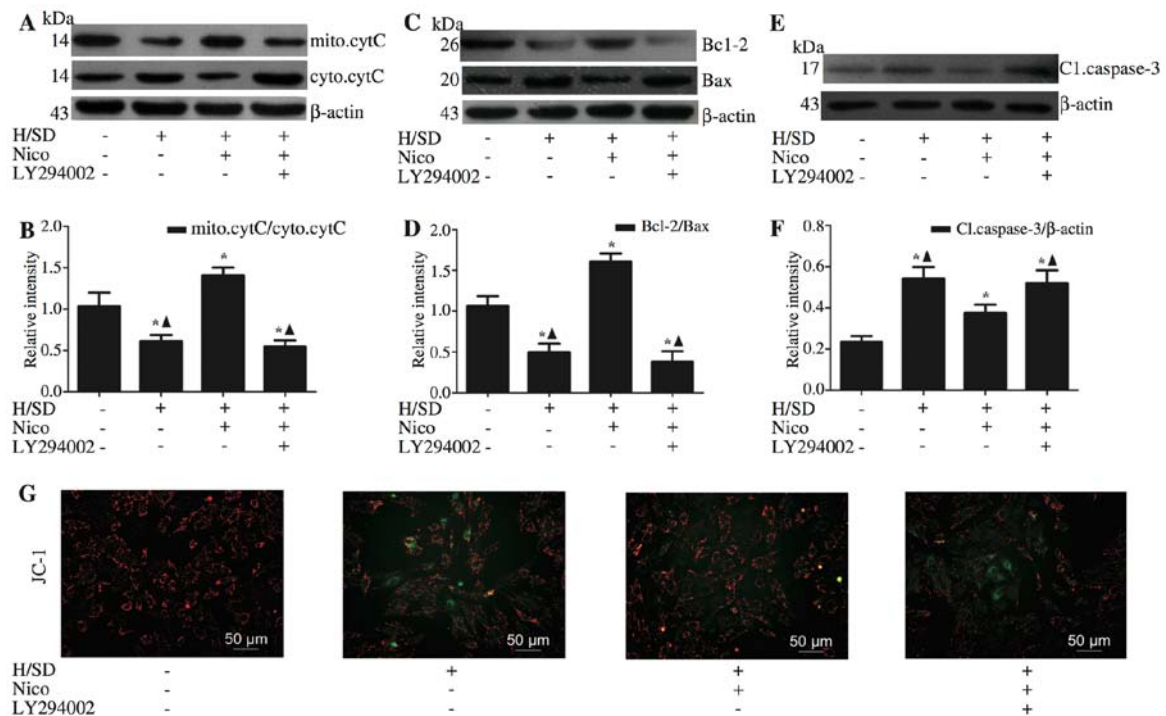 A
kDa
14
mito.cytC
14
cyto.cytC
43
β-actin
H/SD - + + +
Nico - - + +
LY294002 - - - +
C
kDa
26
Bc1-2
20
Bax
43
β-actin
H/SD - + + +
Nico - - + +
LY294002 - - - +
E
kDa
17
C1.caspase-3
43
β-actin
H/SD - + + +
Nico - - + +
LY294002 - - - +
B
mito.cytC/cyto.cytC
Relative intensity
2.0
1.5
1.0
0.5
0.0
*▲
*
*▲
H/SD - + + +
Nico - - + +
LY294002 - - - +
D
Bcl-2/Bax
Relative intensity
2.0
1.5
1.0
0.5
0.0
*▲
*
*▲
H/SD - + + +
Nico - - + +
LY294002 - - - +
F
Cl.caspase-3/β-actin
Relative intensity
0.8
0.6
0.4
0.2
0.0
*▲
*
*▲
H/SD - + + +
Nico - - + +
LY294002 - - - +
G
JC-1
50 µm
50 µm
50 µm
50 µm
H/SD - + + +
Nico - - + +
LY294002 - - - +